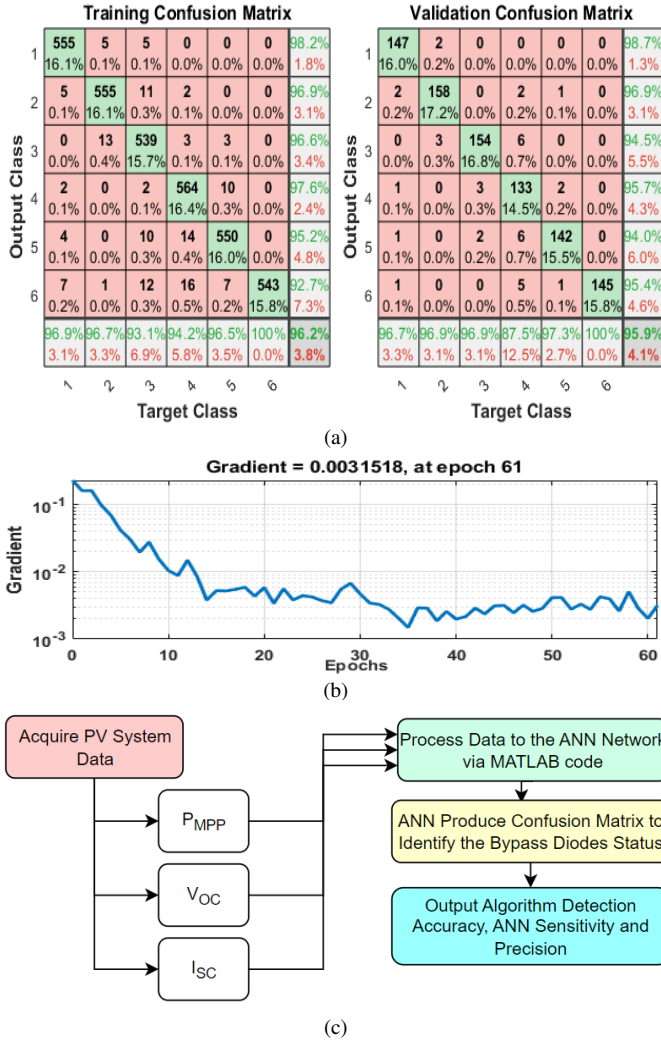 Training Confusion Matrix
Output Class
1
555 5 5 0 0 0 98.2%
16.1% 0.1% 0.1% 0.0% 0.0% 0.0% 1.8%
2
5 555 11 2 0 0 96.9%
0.1% 16.1% 0.3% 0.1% 0.0% 0.0% 3.1%
3
0 13 539 3 3 0 96.6%
0.0% 0.4% 15.7% 0.1% 0.1% 0.0% 3.4%
4
2 0 2 564 10 0 97.6%
0.1% 0.0% 0.1% 16.4% 0.3% 0.0% 2.4%
5
4 0 10 14 550 0 95.2%
0.1% 0.0% 0.3% 0.4% 16.0% 0.0% 4.8%
6
7 1 12 16 7 543 92.7%
0.2% 0.0% 0.3% 0.5% 0.2% 15.8% 7.3%
96.9% 96.7% 93.1% 94.2% 96.5% 100% 96.2%
3.1% 3.3% 6.9% 5.8% 3.5% 0.0% 3.8%
1 2 3 4 5 6
Target Class
Validation Confusion Matrix
Output Class
1
147 2 0 0 0 0 98.7%
16.0% 0.2% 0.0% 0.0% 0.0% 0.0% 1.3%
2
2 158 0 2 1 0 96.9%
0.2% 17.2% 0.0% 0.2% 0.1% 0.0% 3.1%
3
0 3 154 6 0 0 94.5%
0.0% 0.3% 16.8% 0.7% 0.0% 0.0% 5.5%
4
1 0 3 133 2 0 95.7%
0.1% 0.0% 0.3% 14.5% 0.2% 0.0% 4.3%
5
1 0 2 6 142 0 94.0%
0.1% 0.0% 0.2% 0.7% 15.5% 0.0% 6.0%
6
1 0 0 5 1 145 95.4%
0.1% 0.0% 0.0% 0.5% 0.1% 15.8% 4.6%
96.7% 96.9% 96.9% 87.5% 97.3% 100% 95.9%
3.3% 3.1% 3.1% 12.5% 2.7% 0.0% 4.1%
1 2 3 4 5 6
Target Class
(a)
Gradient = 0.0031518, at epoch 61
Gradient
10⁻¹
10⁻²
10⁻³
0 10 20 30 40 50 60
Epochs
(b)
Acquire PV System
Data
P_MPP
V_OC
I_SC
Process Data to the ANN Network
via MATLAB code
ANN Produce Confusion Matrix to
Identify the Bypass Diodes Status
Output Algorithm Detection
Accuracy, ANN Sensitivity and
Precision
(c)